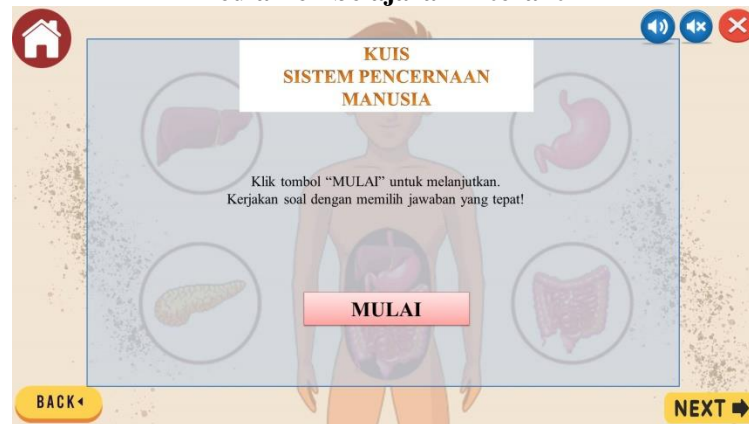 KUIS
SISTEM PENCERNAAN
MANUSIA
Klik tombol “MULAI” untuk melanjutkan.
Kerjakan soal dengan memilih jawaban yang tepat!
MULAI
BACK
NEXT